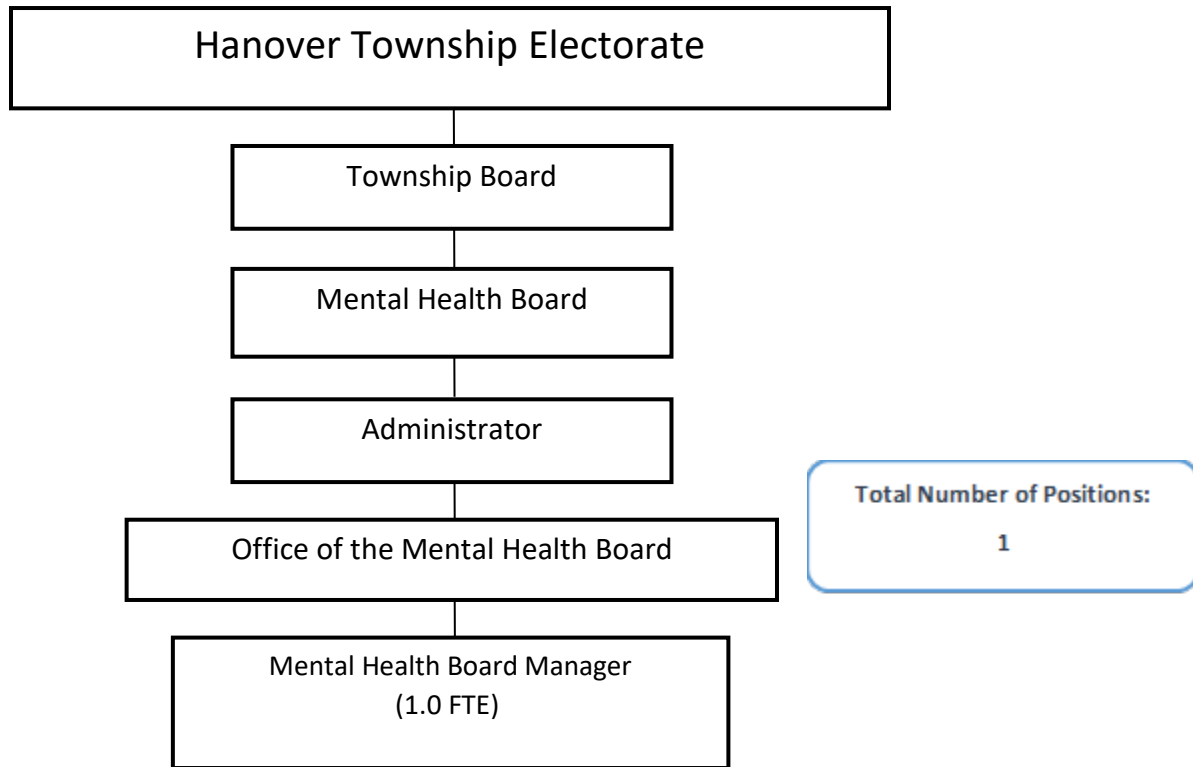 Hanover Township Electorate
Township Board
Mental Health Board
Administrator
Total Number of Positions:
1
Office of the Mental Health Board
Mental Health Board Manager
(1.0 FTE)